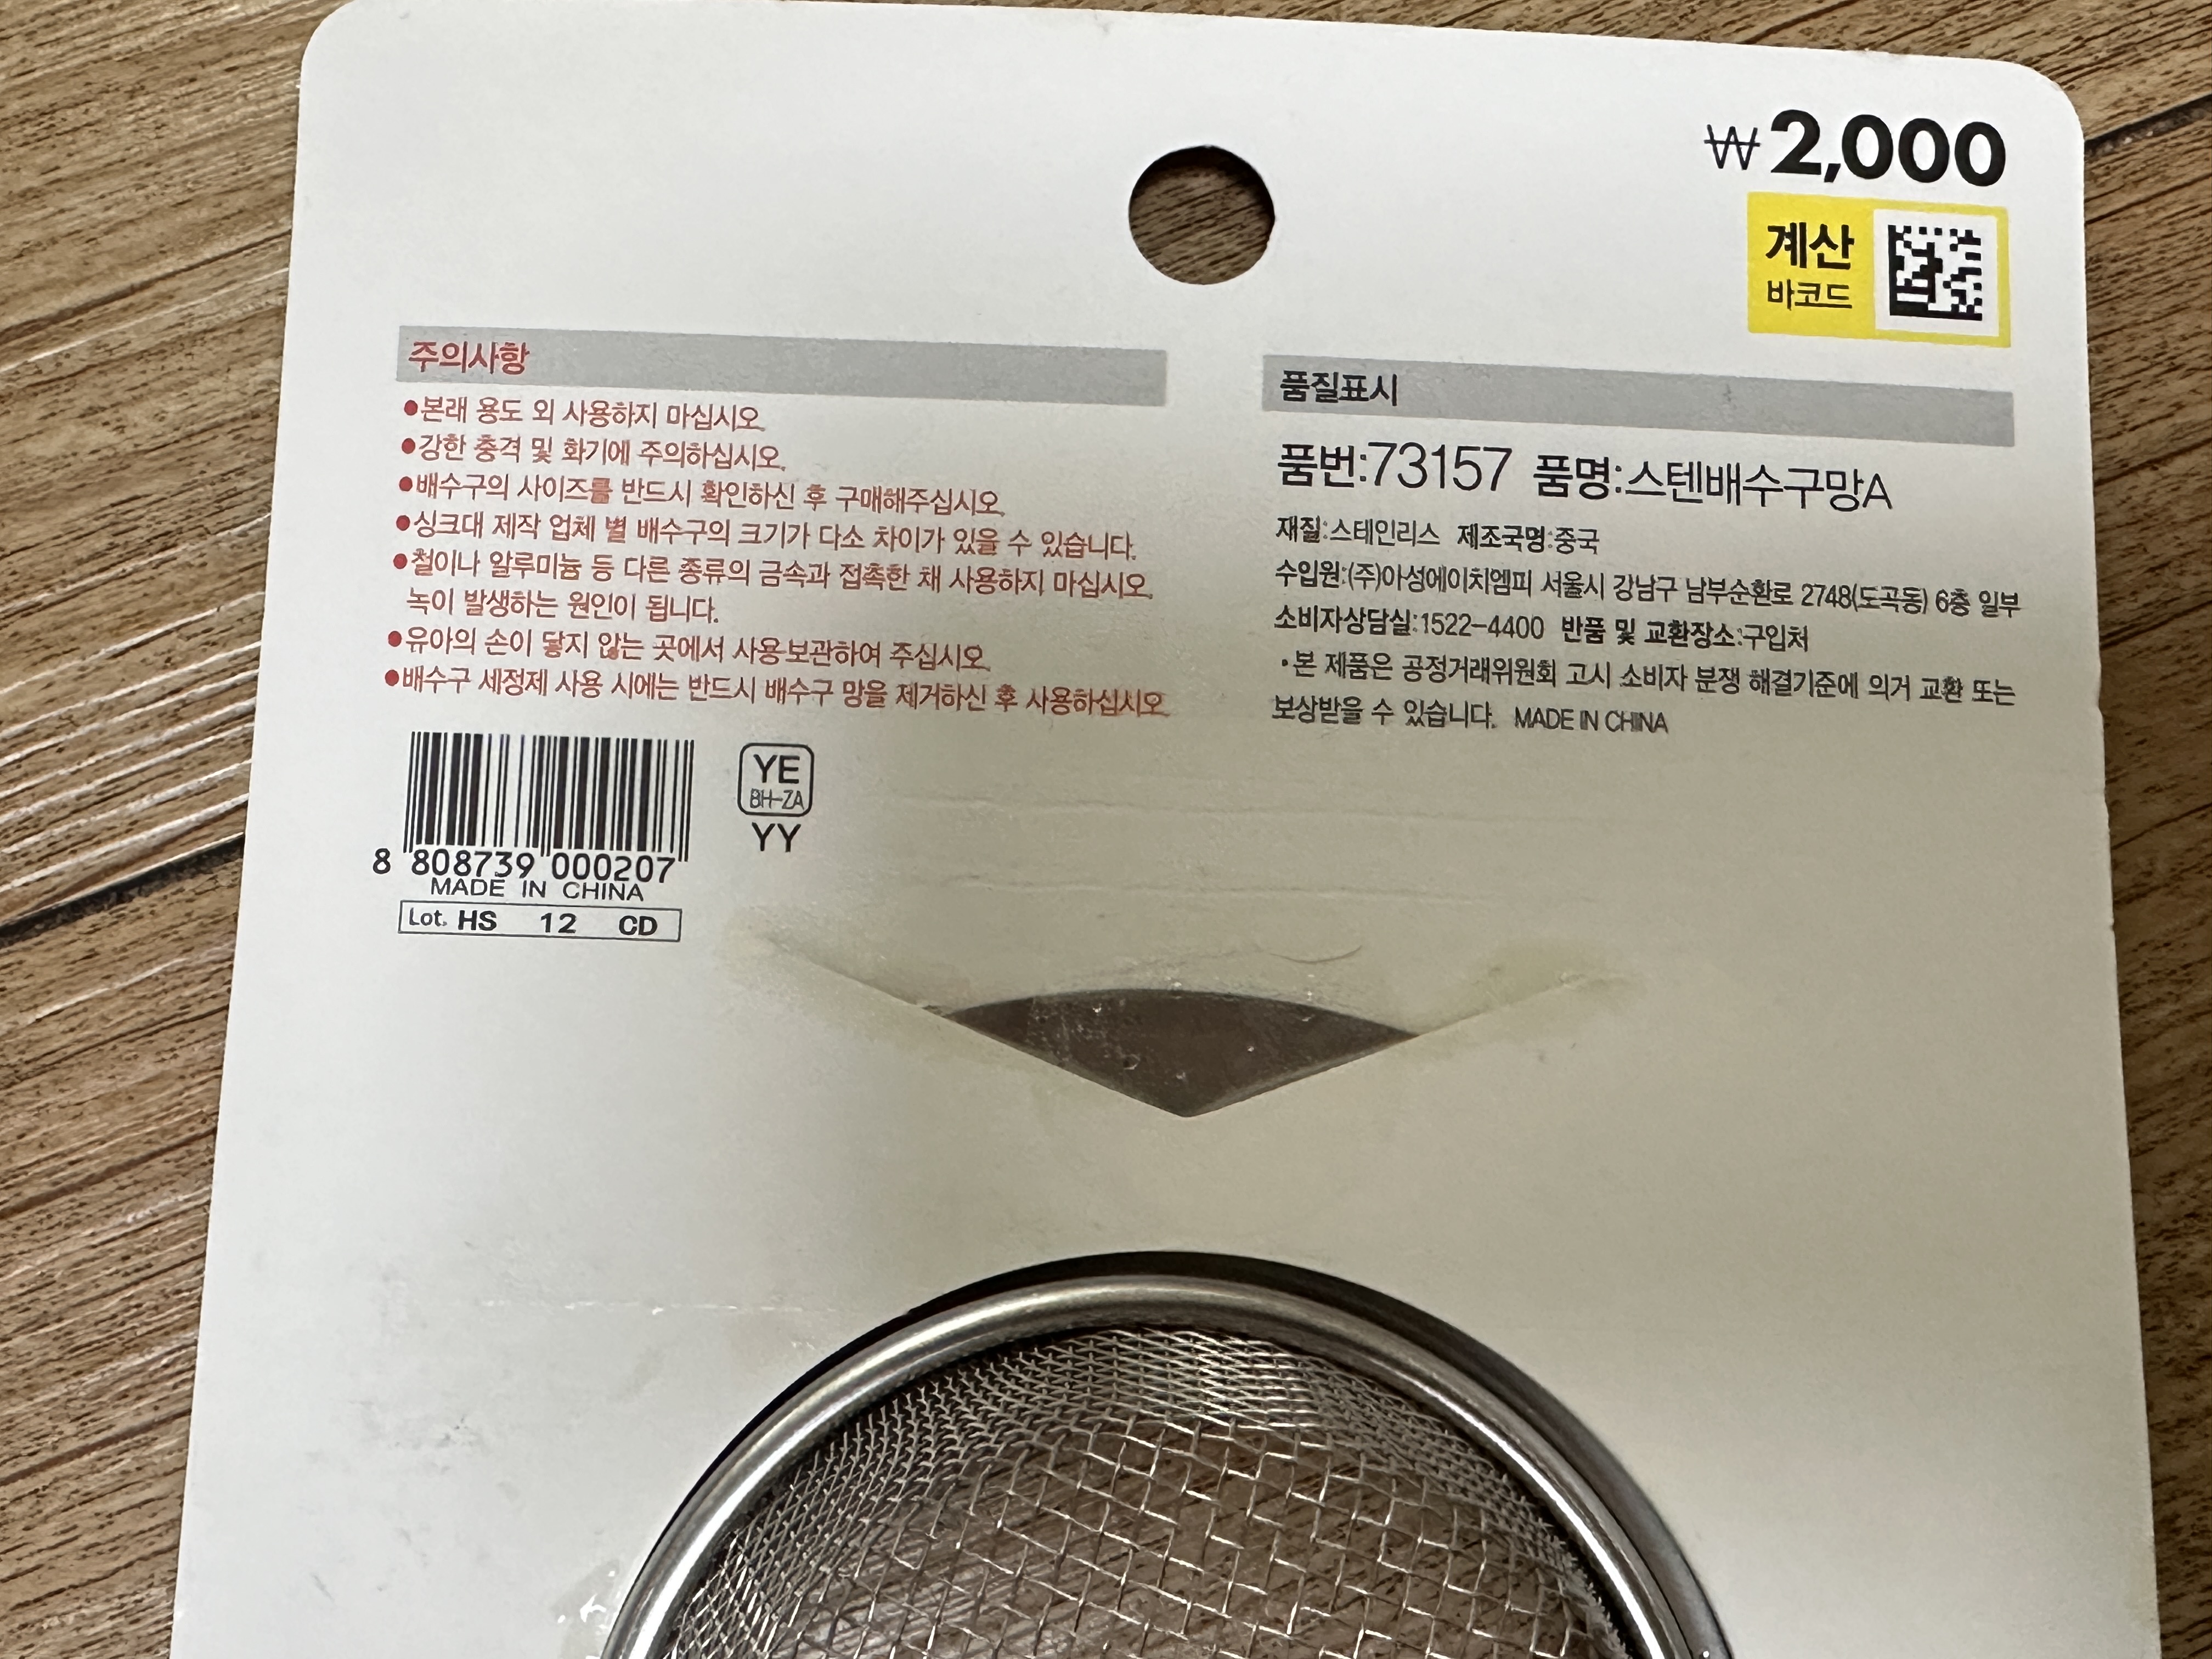 ₩2,000
계산
바코드
주의사항
●본래 용도 외 사용하지 마십시오.
●강한 충격 및 화기에 주의하십시오.
●배수구의 사이즈를 반드시 확인하신 후 구매해주십시오.
●싱크대 제작 업체 별 배수구의 크기가 다소 차이가 있을 수 있습니다.
●철이나 알루미늄 등 다른 종류의 금속과 접촉한 채 사용하지 마십시오.
녹이 발생하는 원인이 됩니다.
●유아의 손이 닿지 않는 곳에서 사용·보관하여 주십시오.
●배수구 세정제 사용 시에는 반드시 배수구 망을 제거하신 후 사용하십시오.
품질표시
품번:73157 품명:스텐배수구망A
재질:스테인리스 제조국명:중국
수입원:(주)아성에이치엠피 서울시 강남구 남부순환로 2748(도곡동) 6층 일부
소비자상담실:1522-4400 반품 및 교환장소:구입처
·본 제품은 공정거래위원회 고시 소비자 분쟁 해결기준에 의거 교환 또는
보상받을 수 있습니다. MADE IN CHINA
8 808739 000207
MADE IN CHINA
Lot. HS 12 CD
YE
BH-ZA
YY